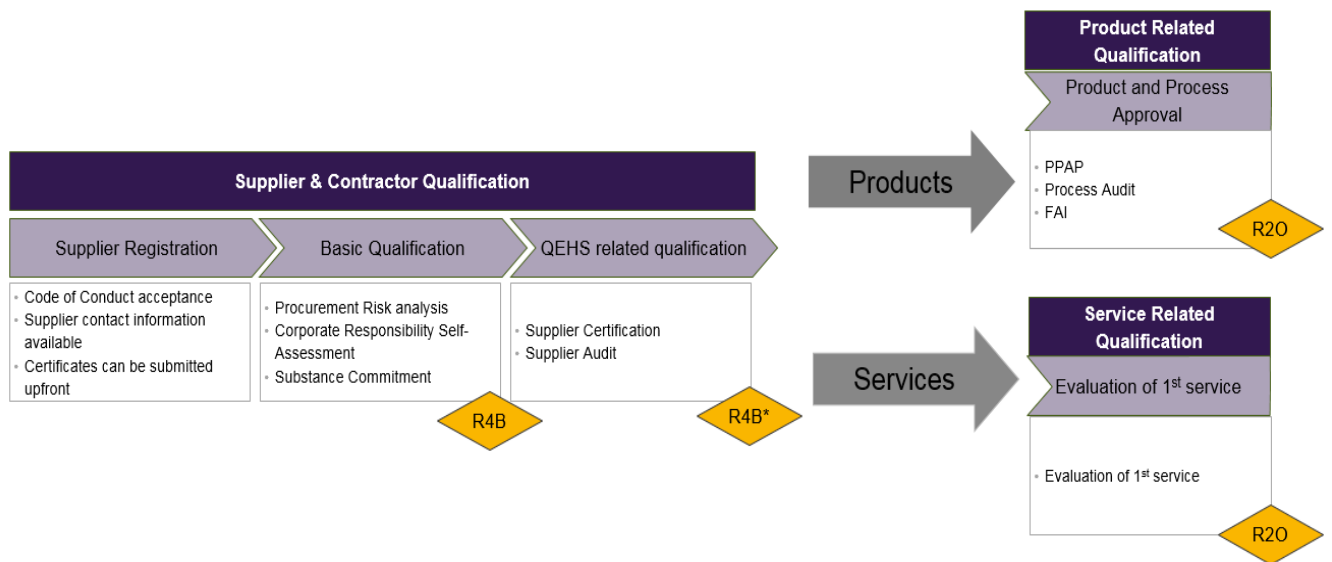 Supplier & Contractor Qualification
Supplier Registration
• Code of Conduct acceptance
• Supplier contact information
available
• Certificates can be submitted
upfront
Basic Qualification
• Procurement Risk analysis
• Corporate Responsibility Self-
Assessment
• Substance Commitment
R4B
QEHS related qualification
• Supplier Certification
• Supplier Audit
R4B*
Products
Product Related
Qualification
Product and Process
Approval
• PPAP
• Process Audit
• FAI
R2O
Services
Service Related
Qualification
Evaluation of 1st service
• Evaluation of 1st service
R2O